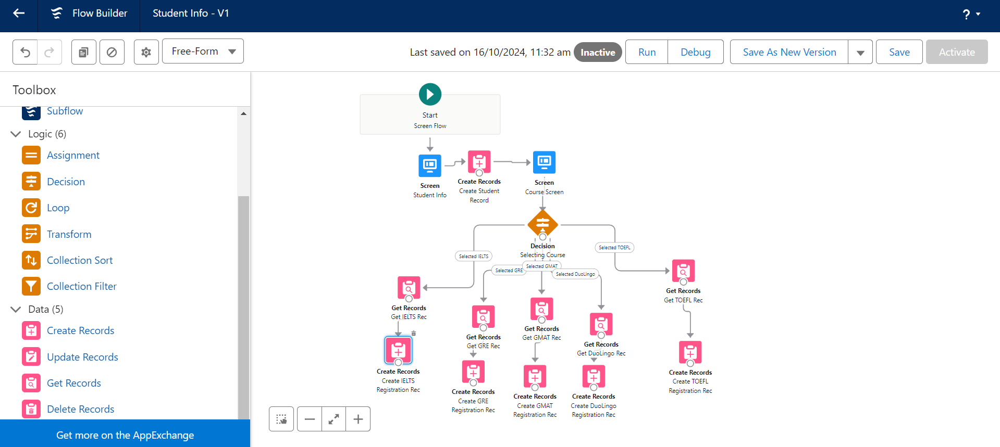 Flow Builder
Student Info - V1
?
Free-Form
Last saved on 16/10/2024, 11:32 am
Inactive
Run
Debug
Save As New Version
Save
Activate
Toolbox
Subflow
Logic (6)
Assignment
Decision
Loop
Transform
Collection Sort
Collection Filter
Data (5)
Create Records
Update Records
Get Records
Delete Records
Get more on the AppExchange
Start
Screen Flow
Screen
Student Info
Create Records
Create Student
Record
Screen
Course Screen
Decision
Selecting Course
Selected IELTS
Selected GRE
Selected GMAT
Selected DuoLingo
Selected TOEFL
Get Records
Get IELTS Rec
Create Records
Create IELTS
Registration Rec
Get Records
Get GRE Rec
Create Records
Create GRE
Registration Rec
Get Records
Get GMAT Rec
Create Records
Create GMAT
Registration Rec
Get Records
Get DuoLingo Rec
Create Records
Create DuoLingo
Registration Rec
Get Records
Get TOEFL Rec
Create Records
Create TOEFL
Registration Rec